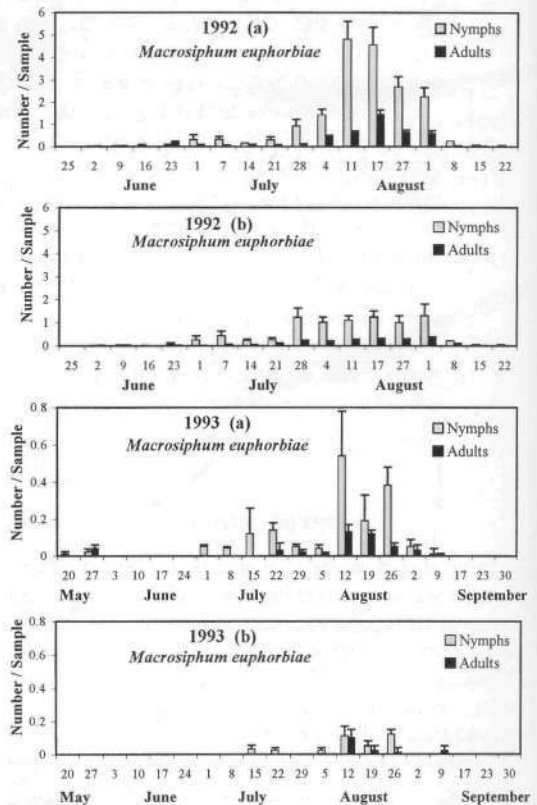 1992 (a)
Macrosiphum euphorbiae
Nymphs
Adults
Number / Sample
6
5
4
3
2
1
0
25 2 9 16 23 1 7 14 21 28 4 11 17 27 1 8 15 22
June July August
1992 (b)
Macrosiphum euphorbiae
Nymphs
Adults
Number / Sample
6
5
4
3
2
1
0
25 2 9 16 23 1 7 14 21 28 4 11 17 27 1 8 15 22
June July August
1993 (a)
Macrosiphum euphorbiae
Nymphs
Adults
Number / Sample
0.8
0.6
0.4
0.2
0
20 27 3 10 17 24 1 8 15 22 29 5 12 19 26 2 9 17 23 30
May June July August September
1993 (b)
Macrosiphum euphorbiae
Nymphs
Adults
Number / Sample
0.8
0.6
0.4
0.2
0
20 27 3 10 17 24 1 8 15 22 29 5 12 19 26 2 9 17 23 30
May June July August September